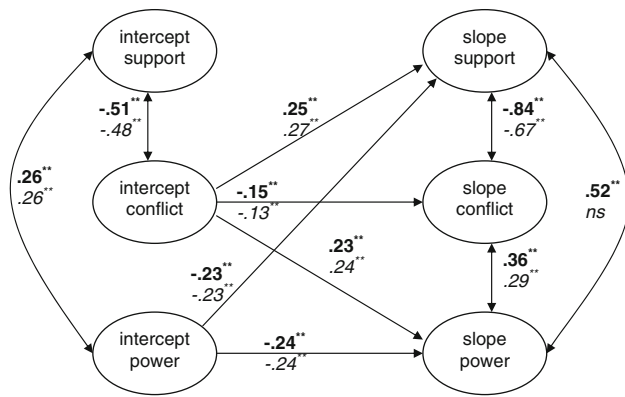 intercept
support
slope
support
-.51**
-.48**
.25**
.27**
-.84**
-.67**
.26**
.26**
intercept
conflict
-.15**
-.13**
slope
conflict
.52**
ns
-.23**
-.23**
.23**
.24**
.36**
.29**
intercept
power
-.24**
-.24**
slope
power